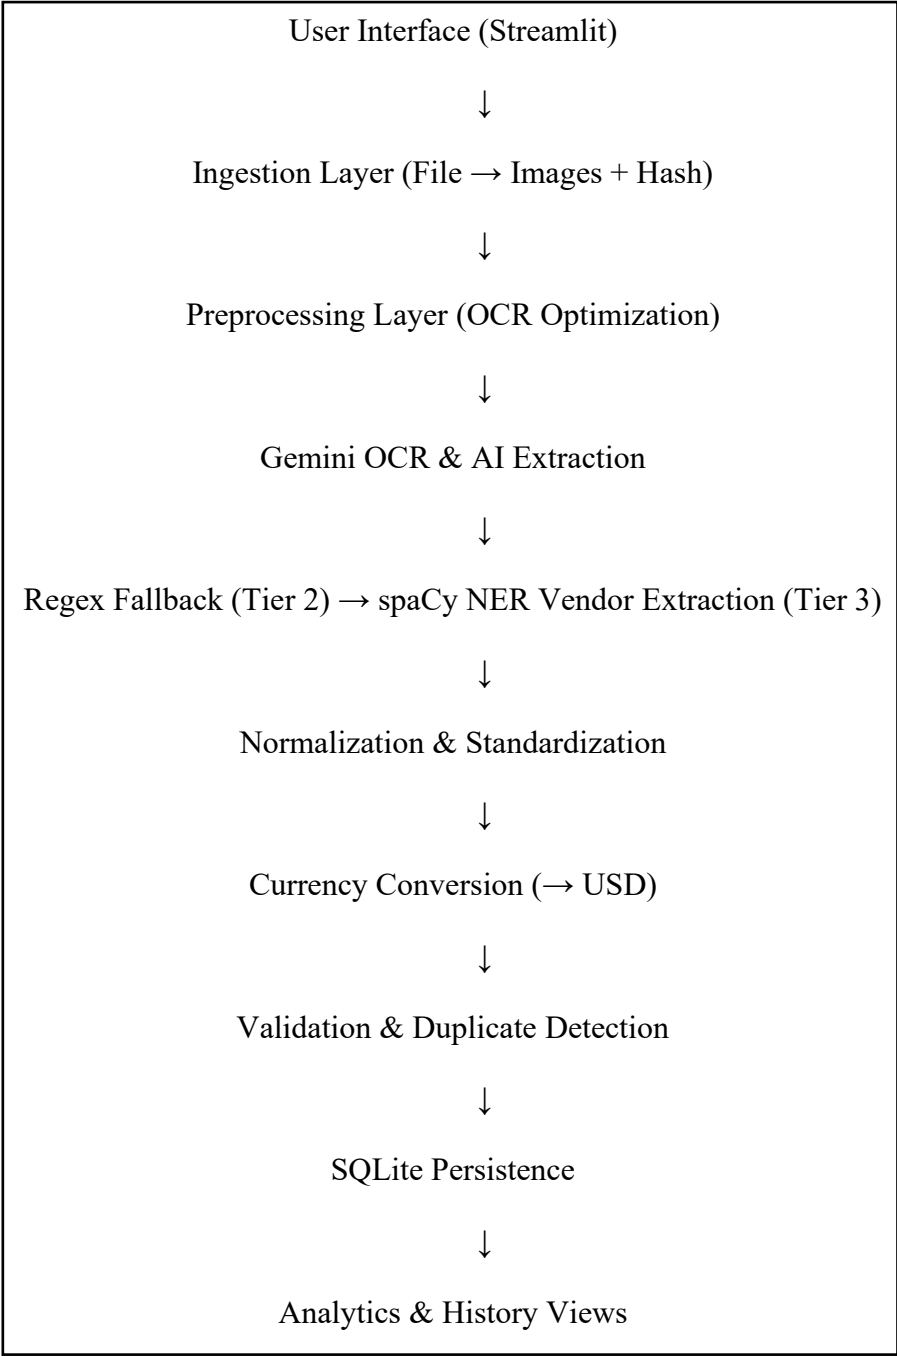 User Interface (Streamlit)
↓
Ingestion Layer (File → Images + Hash)
↓
Preprocessing Layer (OCR Optimization)
↓
Gemini OCR & AI Extraction
↓
Regex Fallback (Tier 2) → spaCy NER Vendor Extraction (Tier 3)
↓
Normalization & Standardization
↓
Currency Conversion (→ USD)
↓
Validation & Duplicate Detection
↓
SQLite Persistence
↓
Analytics & History Views